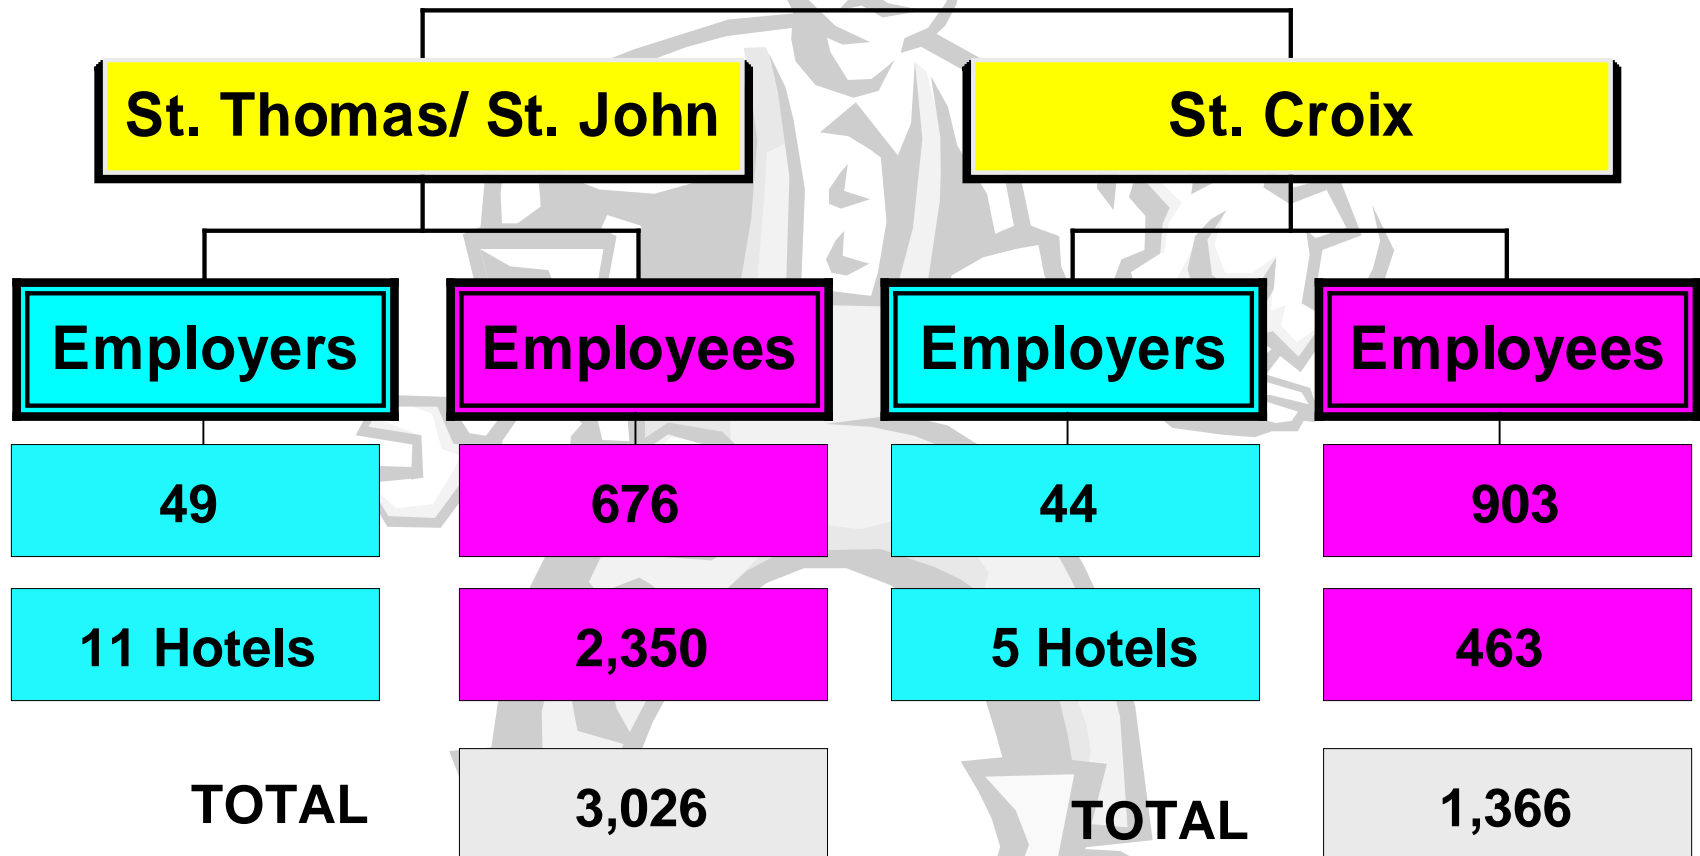 St. Thomas/ St. John
St. Croix
Employers
Employees
Employers
Employees
49
676
44
903
11 Hotels
2,350
5 Hotels
463
TOTAL
3,026
TOTAL
1,366